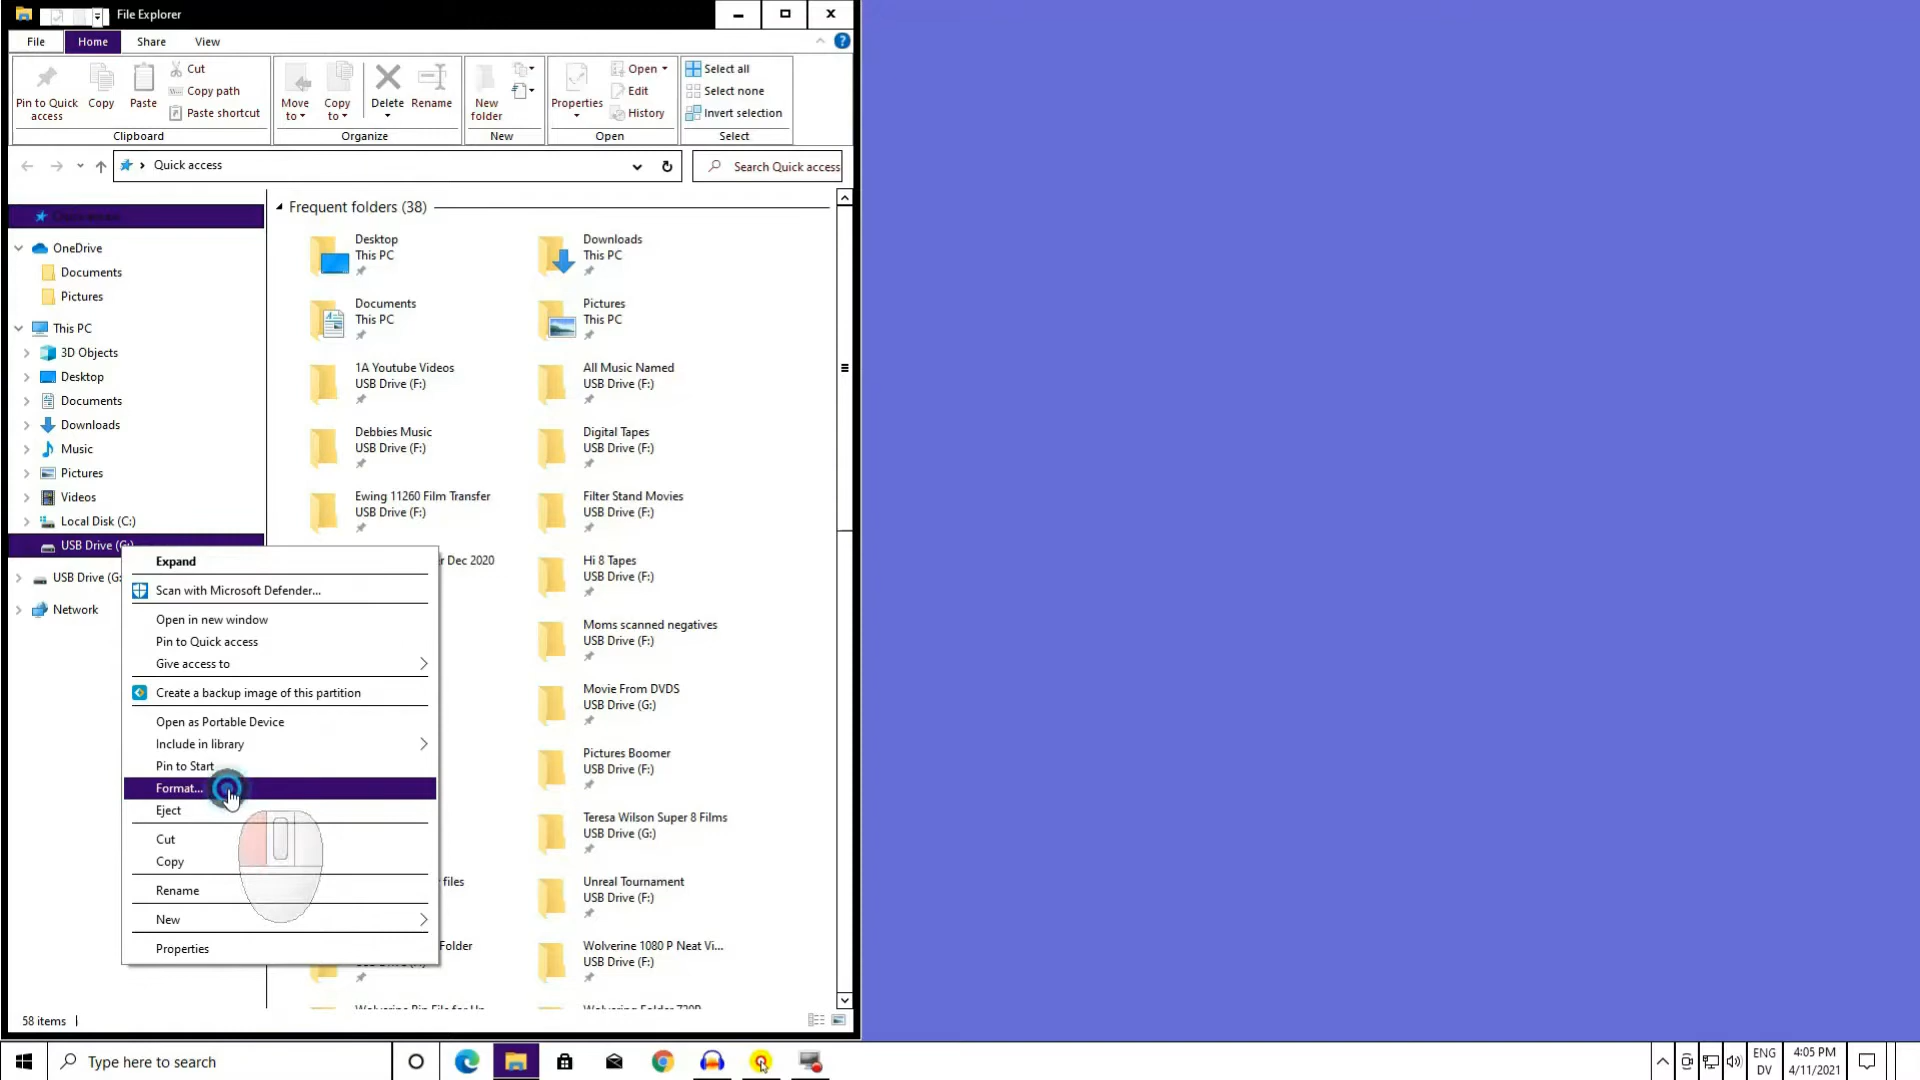 File Explorer
File Home Share View
Pin to Quick access
Copy
Paste
Cut
Copy path
Paste shortcut
Clipboard
Move to
Copy to
Delete
Rename
Organize
New folder
New
Properties
Open
Edit
History
Open
Select all
Select none
Invert selection
Select
Quick access
Search Quick access
OneDrive
Documents
Pictures
This PC
3D Objects
Desktop
Documents
Downloads
Music
Pictures
Videos
Local Disk (C:)
USB Drive (G:)
USB Drive (G:
Network
Frequent folders (38)
Desktop
This PC
Downloads
This PC
Documents
This PC
Pictures
This PC
1A Youtube Videos
USB Drive (F:)
All Music Named
USB Drive (F:)
Debbies Music
USB Drive (F:)
Digital Tapes
USB Drive (F:)
Ewing 11260 Film Transfer
USB Drive (F:)
Filter Stand Movies
USB Drive (F:)
Dec 2020
Hi 8 Tapes
USB Drive (F:)
Moms scanned negatives
USB Drive (F:)
Movie From DVDS
USB Drive (G:)
Pictures Boomer
USB Drive (F:)
Teresa Wilson Super 8 Films
USB Drive (G:)
files
Unreal Tournament
USB Drive (F:)
Folder
Wolverine 1080 P Neat Vi...
USB Drive (F:)
Expand
Scan with Microsoft Defender...
Open in new window
Pin to Quick access
Give access to
Create a backup image of this partition
Open as Portable Device
Include in library
Pin to Start
Format...
Eject
Cut
Copy
Rename
New
Properties
58 items
Type here to search
ENG
DV
4:05 PM
4/11/2021